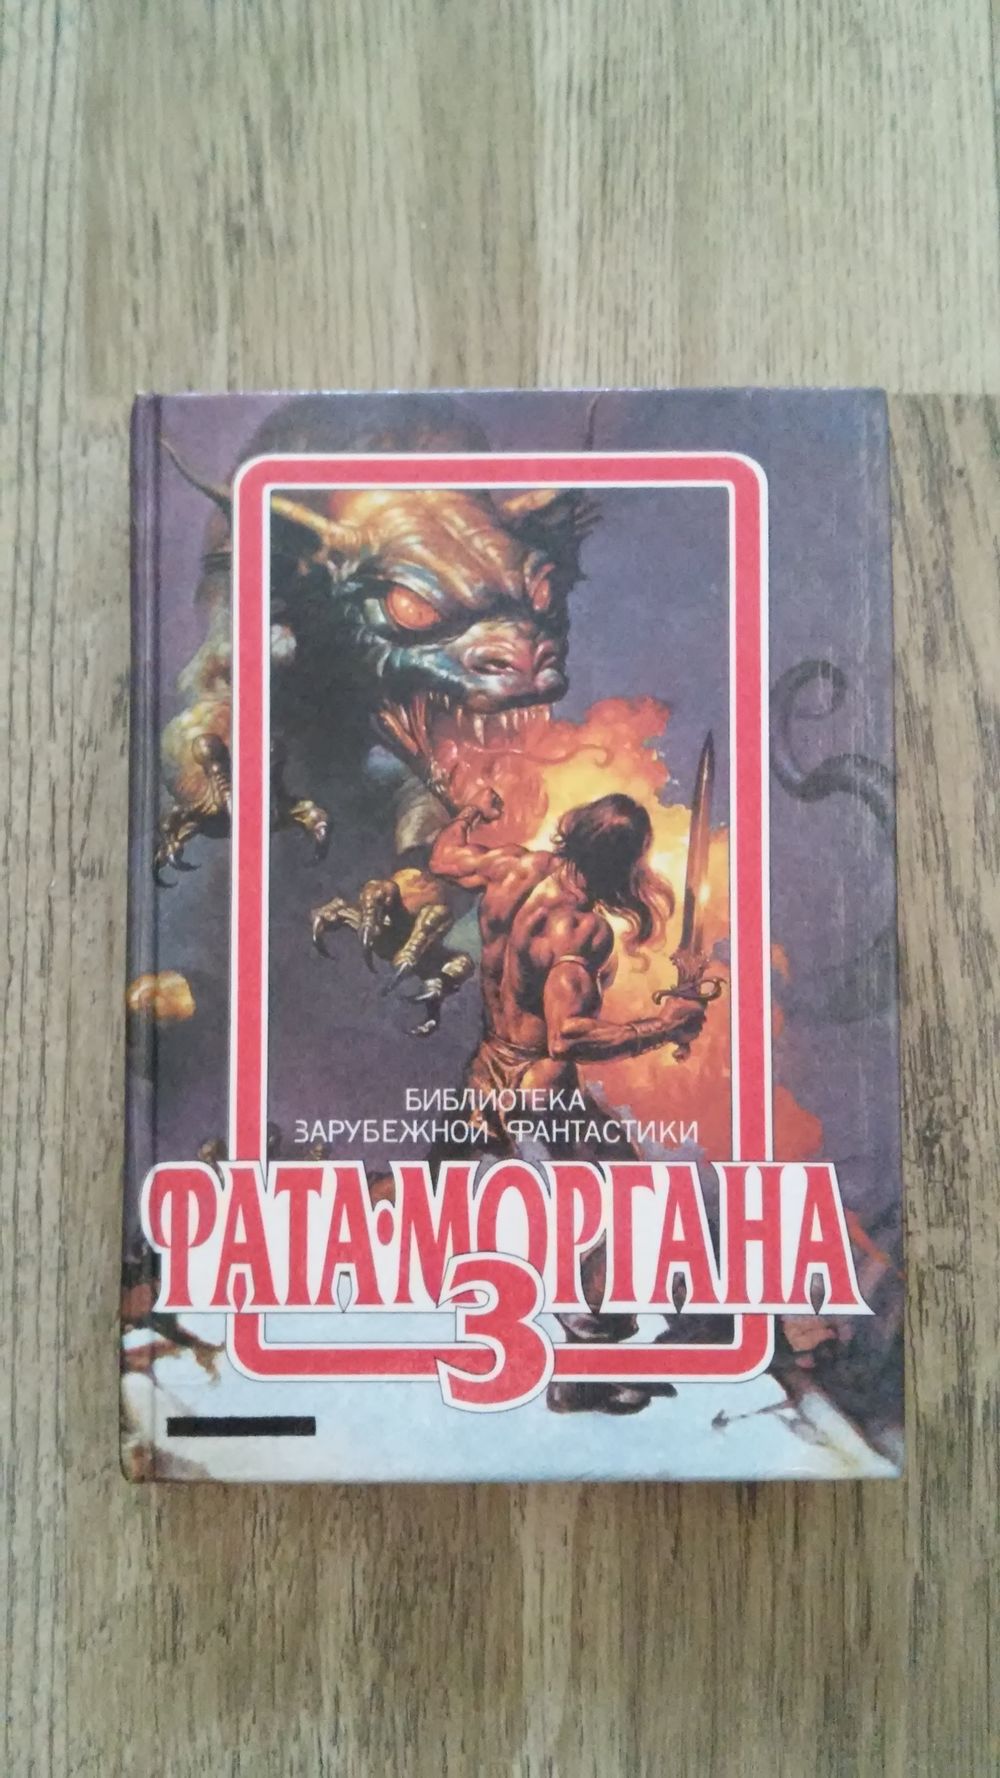 БИБЛИОТЕКА
ЗАРУБЕЖНОЙ ФАНТАСТИКИ
ФАТА•МОРГАНА
3